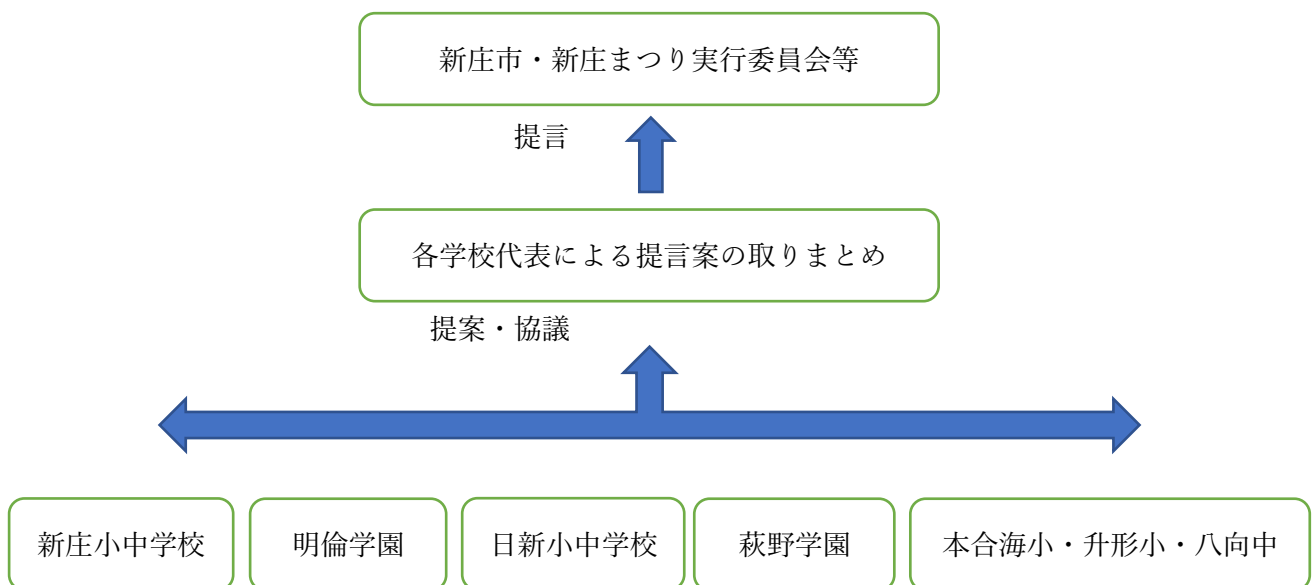 新庄市・新庄まつり実行委員会等
提言
各学校代表による提言案の取りまとめ
提案・協議
新庄小中学校
明倫学園
日新小中学校
萩野学園
本合海小・升形小・八向中